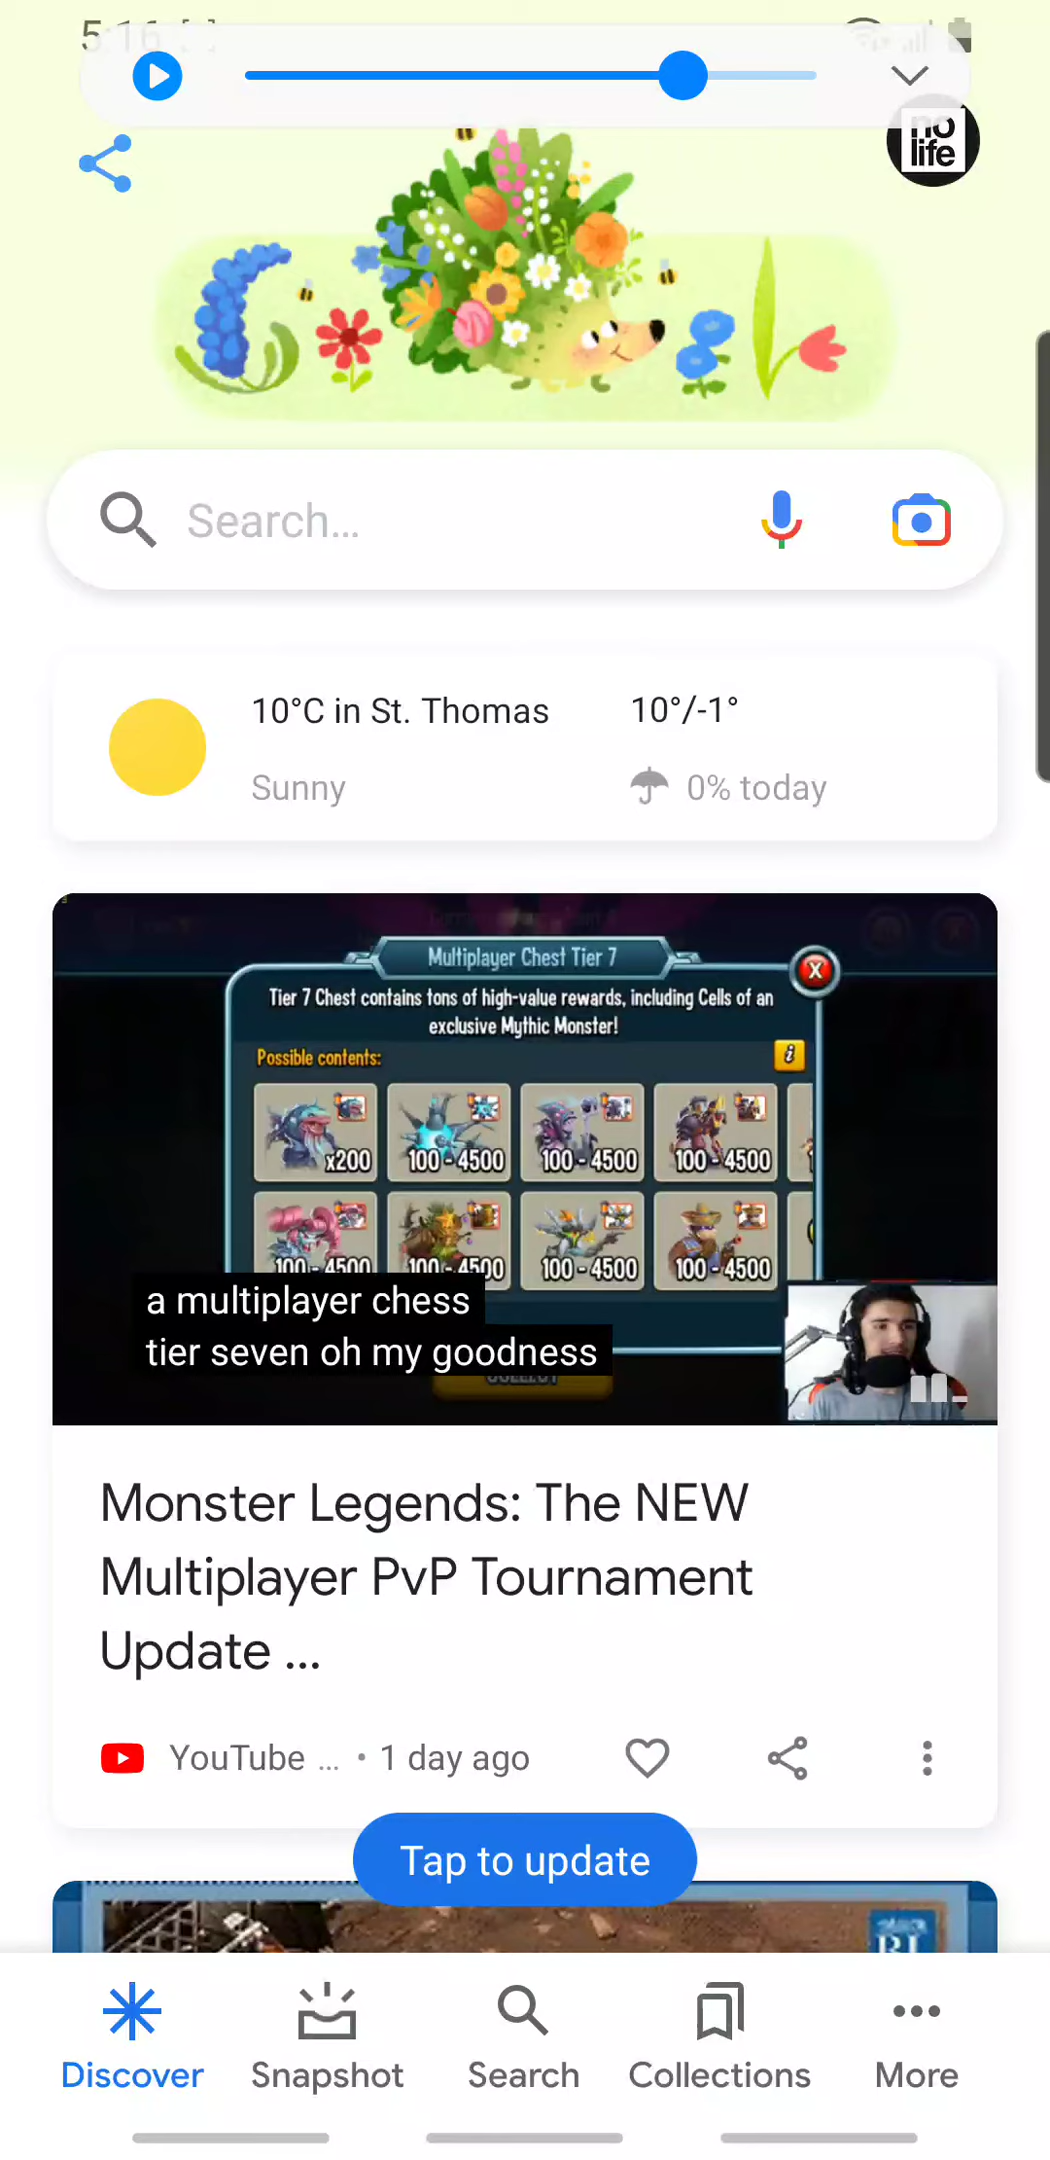 5:16
no
life
Search...
10°C in St. Thomas
10°/-1°
Sunny
0% today
Multiplayer Chest Tier 7
X
Tier 7 Chest contains tons of high-value rewards, including Cells of an
exclusive Mythic Monster!
Possible contents:
i
x200
100 - 4500
100 - 4500
100 - 4500
100 - 4500
100 - 4500
100 - 4500
100 - 4500
a multiplayer chess
tier seven oh my goodness
Monster Legends: The NEW
Multiplayer PvP Tournament
Update ...
YouTube ... • 1 day ago
Tap to update
Discover
Snapshot
Search
Collections
More